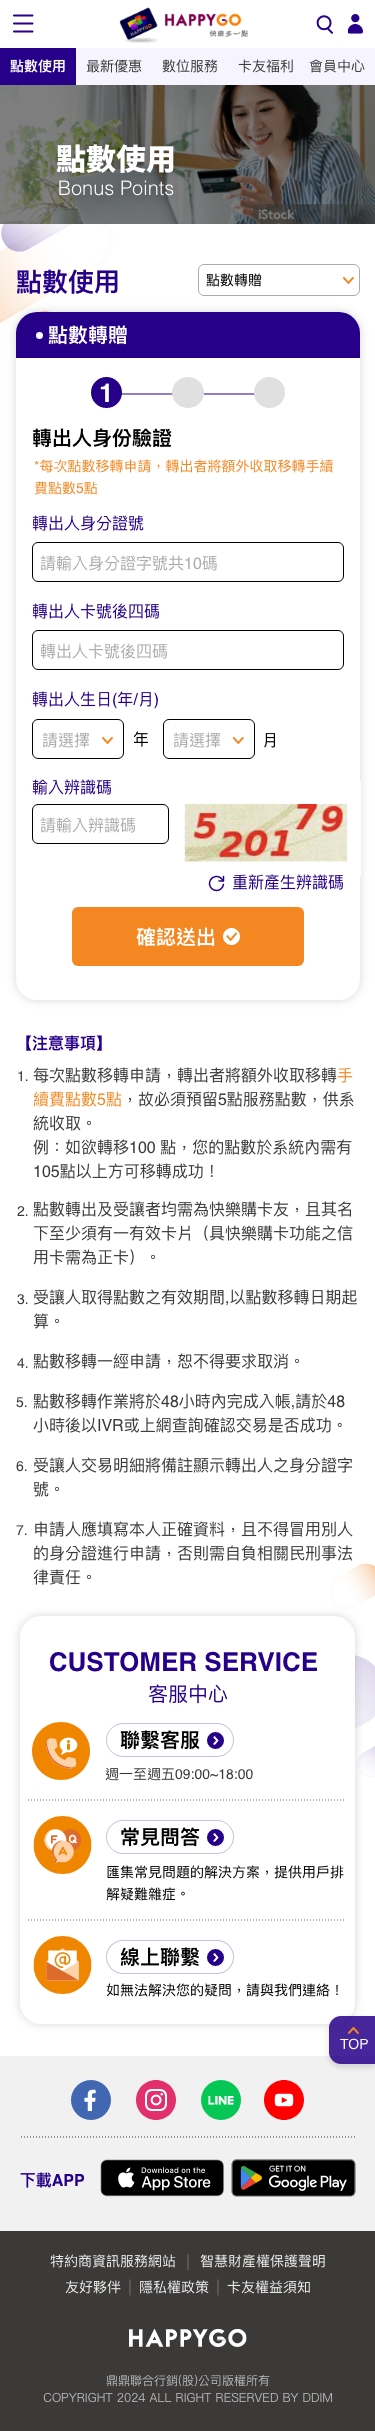 HAPPYGO
快樂多一點
點數使用 最新優惠 數位服務 卡友福利 會員中心
點數使用
Bonus Points
iStock
點數使用 點數轉贈
•點數轉贈
1
轉出人身份驗證
*每次點數移轉申請，轉出者將額外收取移轉手續
費點數5點
轉出人身分證號
請輸入身分證字號共10碼
轉出人卡號後四碼
轉出人卡號後四碼
轉出人生日(年/月)
請選擇 年 請選擇 月
輸入辨識碼
請輸入辨識碼 520179
重新產生辨識碼
確認送出
【注意事項】
1. 每次點數移轉申請，轉出者將額外收取移轉手
續費點數5點，故必須預留5點服務點數，供系
統收取。
例：如欲轉移100 點，您的點數於系統內需有
105點以上方可移轉成功！
2. 點數轉出及受讓者均需為快樂購卡友，且其名
下至少須有一有效卡片（具快樂購卡功能之信
用卡需為正卡）。
3. 受讓人取得點數之有效期間,以點數移轉日期起
算。
4. 點數移轉一經申請，恕不得要求取消。
5. 點數移轉作業將於48小時內完成入帳,請於48
小時後以IVR或上網查詢確認交易是否成功。
6. 受讓人交易明細將備註顯示轉出人之身分證字
號。
7. 申請人應填寫本人正確資料，且不得冒用別人
的身分證進行申請，否則需自負相關民刑事法
律責任。
CUSTOMER SERVICE
客服中心
聯繫客服
週一至週五09:00~18:00
F Q A
常見問答
匯集常見問題的解決方案，提供用戶排
解疑難雜症。
@
線上聯繫
如無法解決您的疑問，請與我們連絡！
TOP
f LINE
下載APP Download on the App Store GET IT ON Google Play
特約商資訊服務網站 | 智慧財產權保護聲明
友好夥伴 | 隱私權政策 | 卡友權益須知
HAPPYGO
鼎鼎聯合行銷(股)公司版權所有
COPYRIGHT 2024 ALL RIGHT RESERVED BY DDIM